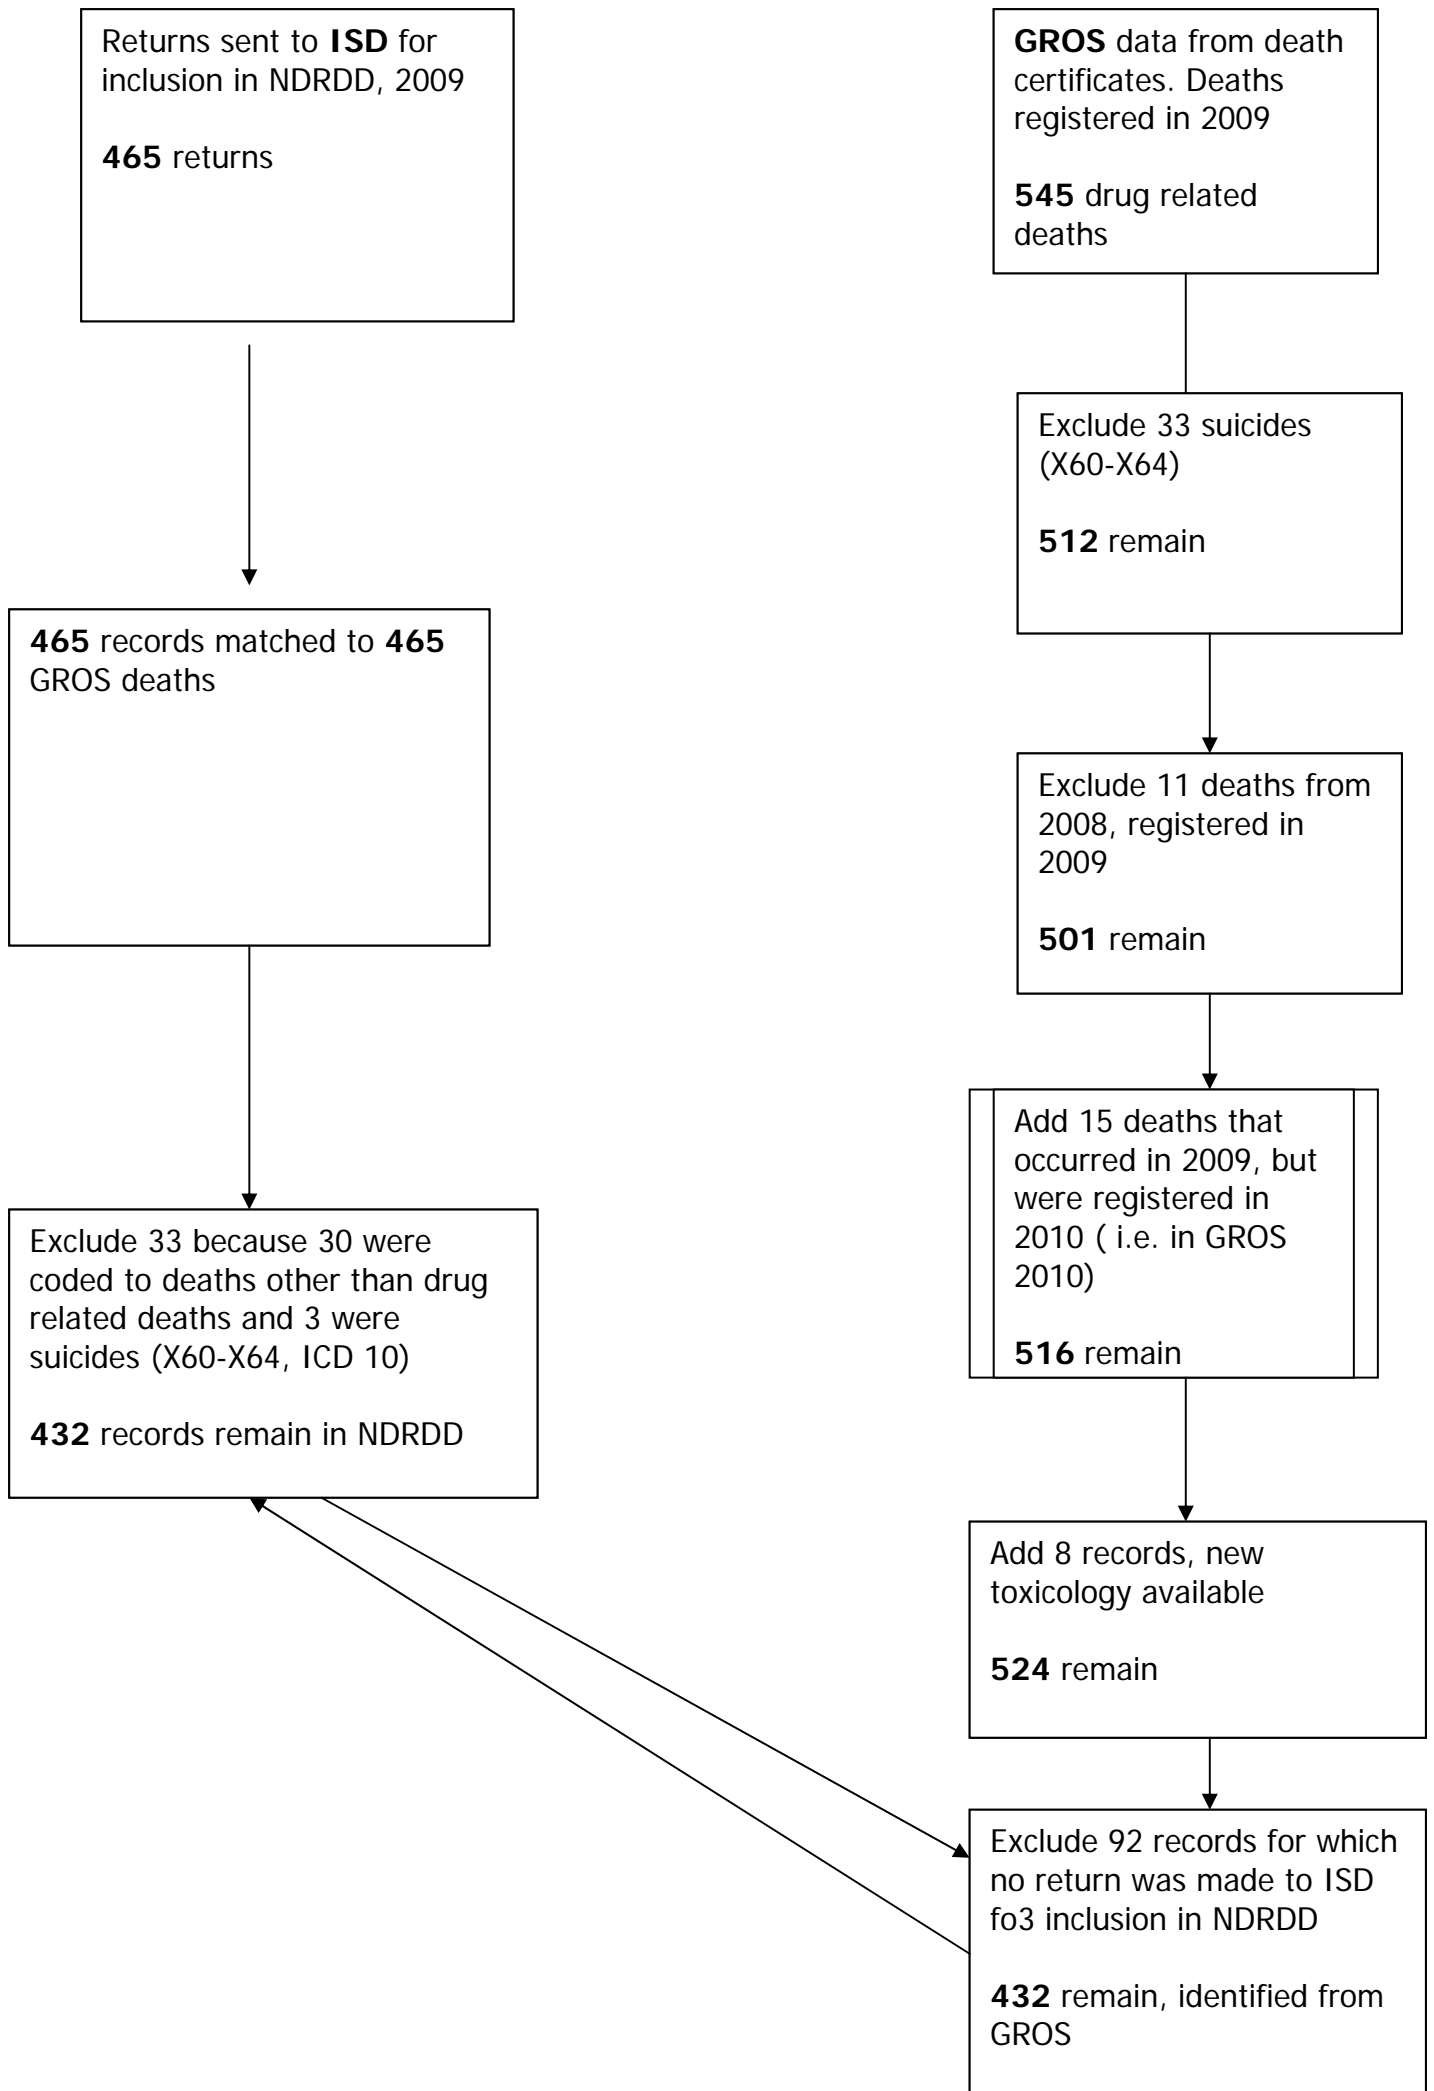 Returns sent to ISD for
inclusion in NDRDD, 2009
465 returns
465 records matched to 465
GROS deaths
Exclude 33 because 30 were
coded to deaths other than drug
related deaths and 3 were
suicides (X60-X64, ICD 10)
432 records remain in NDRDD
GROS data from death
certificates. Deaths
registered in 2009
545 drug related
deaths
Exclude 33 suicides
(X60-X64)
512 remain
Exclude 11 deaths from
2008, registered in
2009
501 remain
Add 15 deaths that
occurred in 2009, but
were registered in
2010 ( i.e. in GROS
2010)
516 remain
Add 8 records, new
toxicology available
524 remain
Exclude 92 records for which
no return was made to ISD
fo3 inclusion in NDRDD
432 remain, identified from
GROS